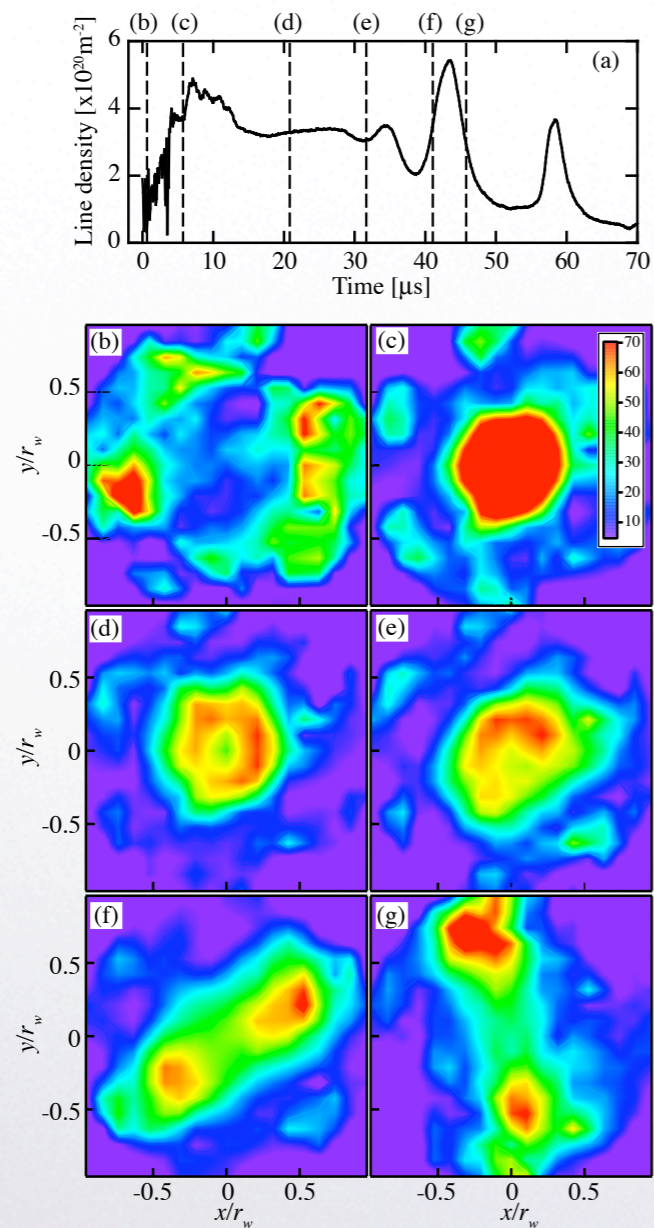 (b) (c) (d) (e) (f) (g)
(a)
Line density [x10²⁰m⁻²]
6
4
2
0
0 10 20 30 40 50 60 70
Time [μs]
(b)
(c)
70
60
50
40
30
20
10
y/r_w
0.5
0
-0.5
(d)
(e)
y/r_w
0.5
0
-0.5
(f)
(g)
y/r_w
0.5
0
-0.5
-0.5 0 0.5 -0.5 0 0.5
x/r_w x/r_w